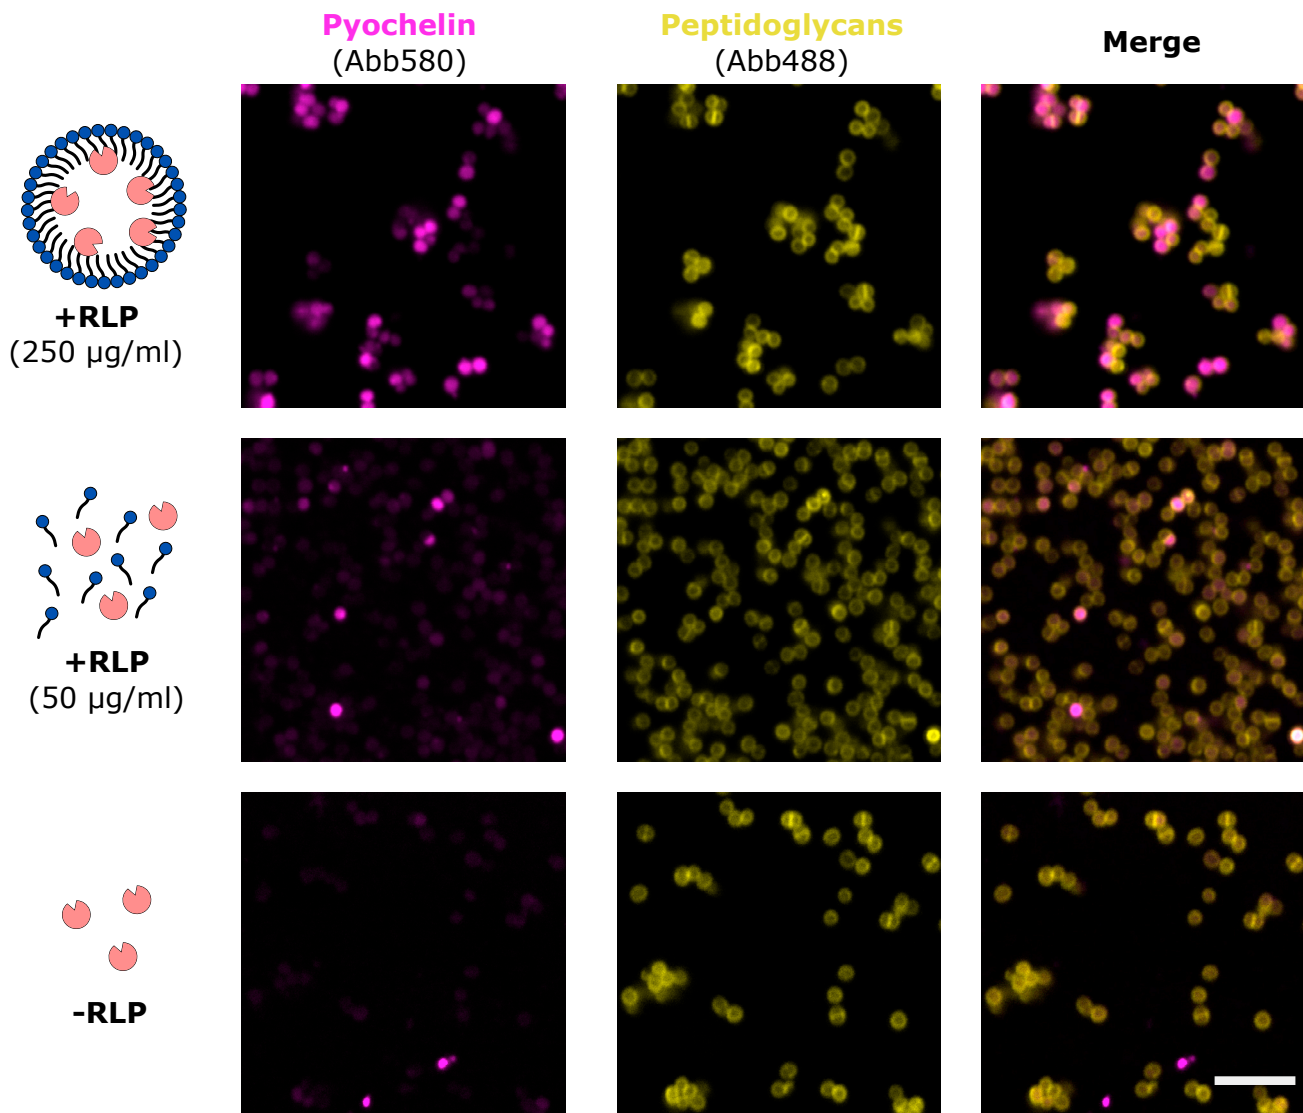 Pyochelin
(Abb580)
Peptidoglycans
(Abb488)
Merge
+RLP
(250 µg/ml)
+RLP
(50 µg/ml)
-RLP